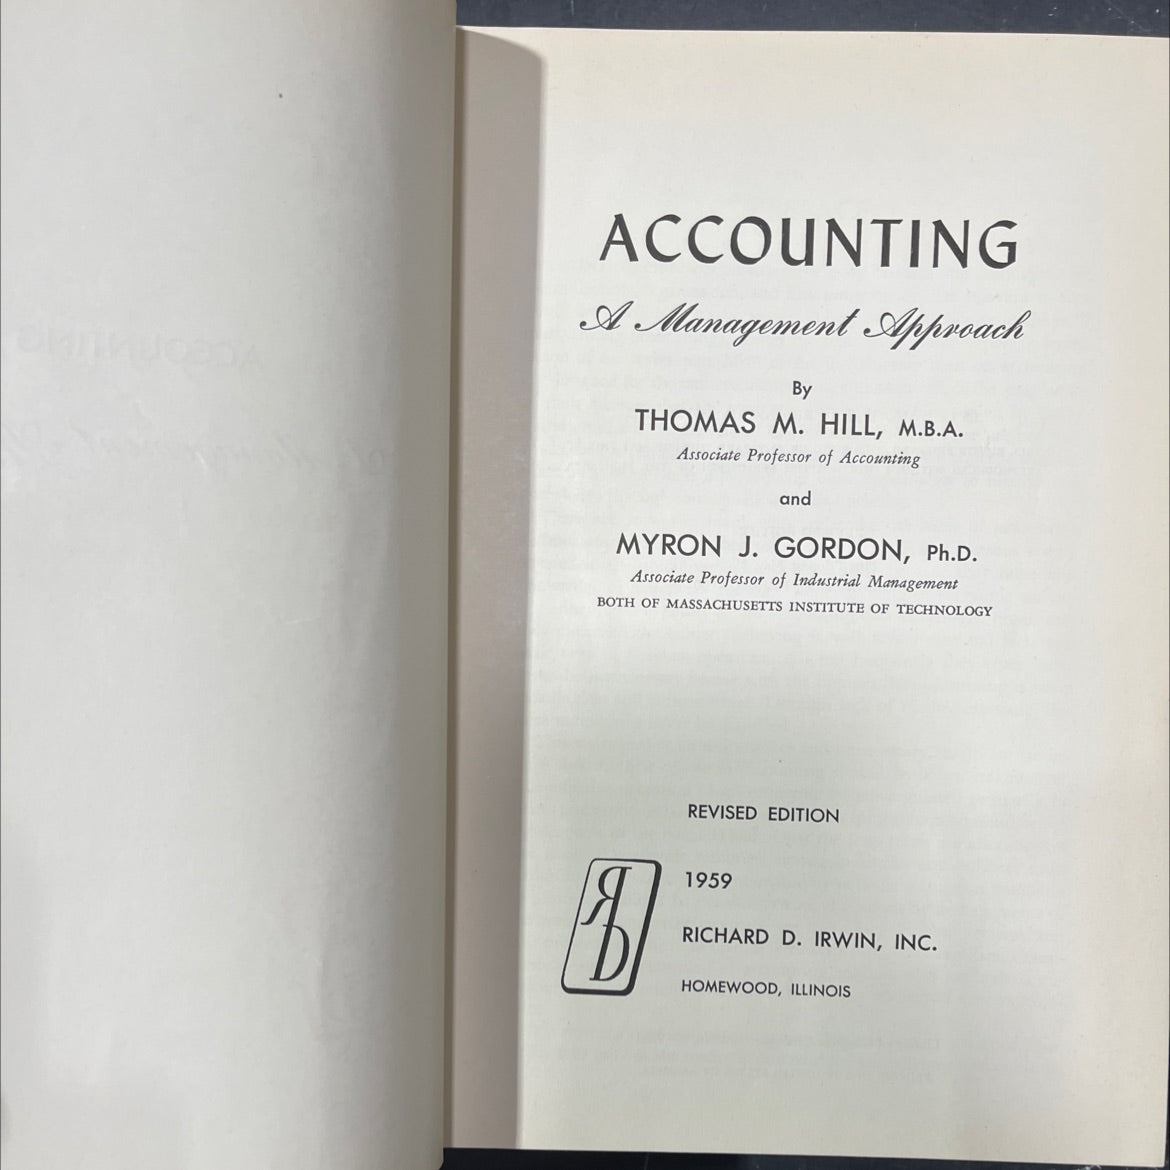 ACCOUNTING
A Management Approach
By
THOMAS M. HILL, M.B.A.
Associate Professor of Accounting
and
MYRON J. GORDON, Ph.D.
Associate Professor of Industrial Management
BOTH OF MASSACHUSETTS INSTITUTE OF TECHNOLOGY
REVISED EDITION
1959
RICHARD D. IRWIN, INC.
HOMEWOOD, ILLINOIS